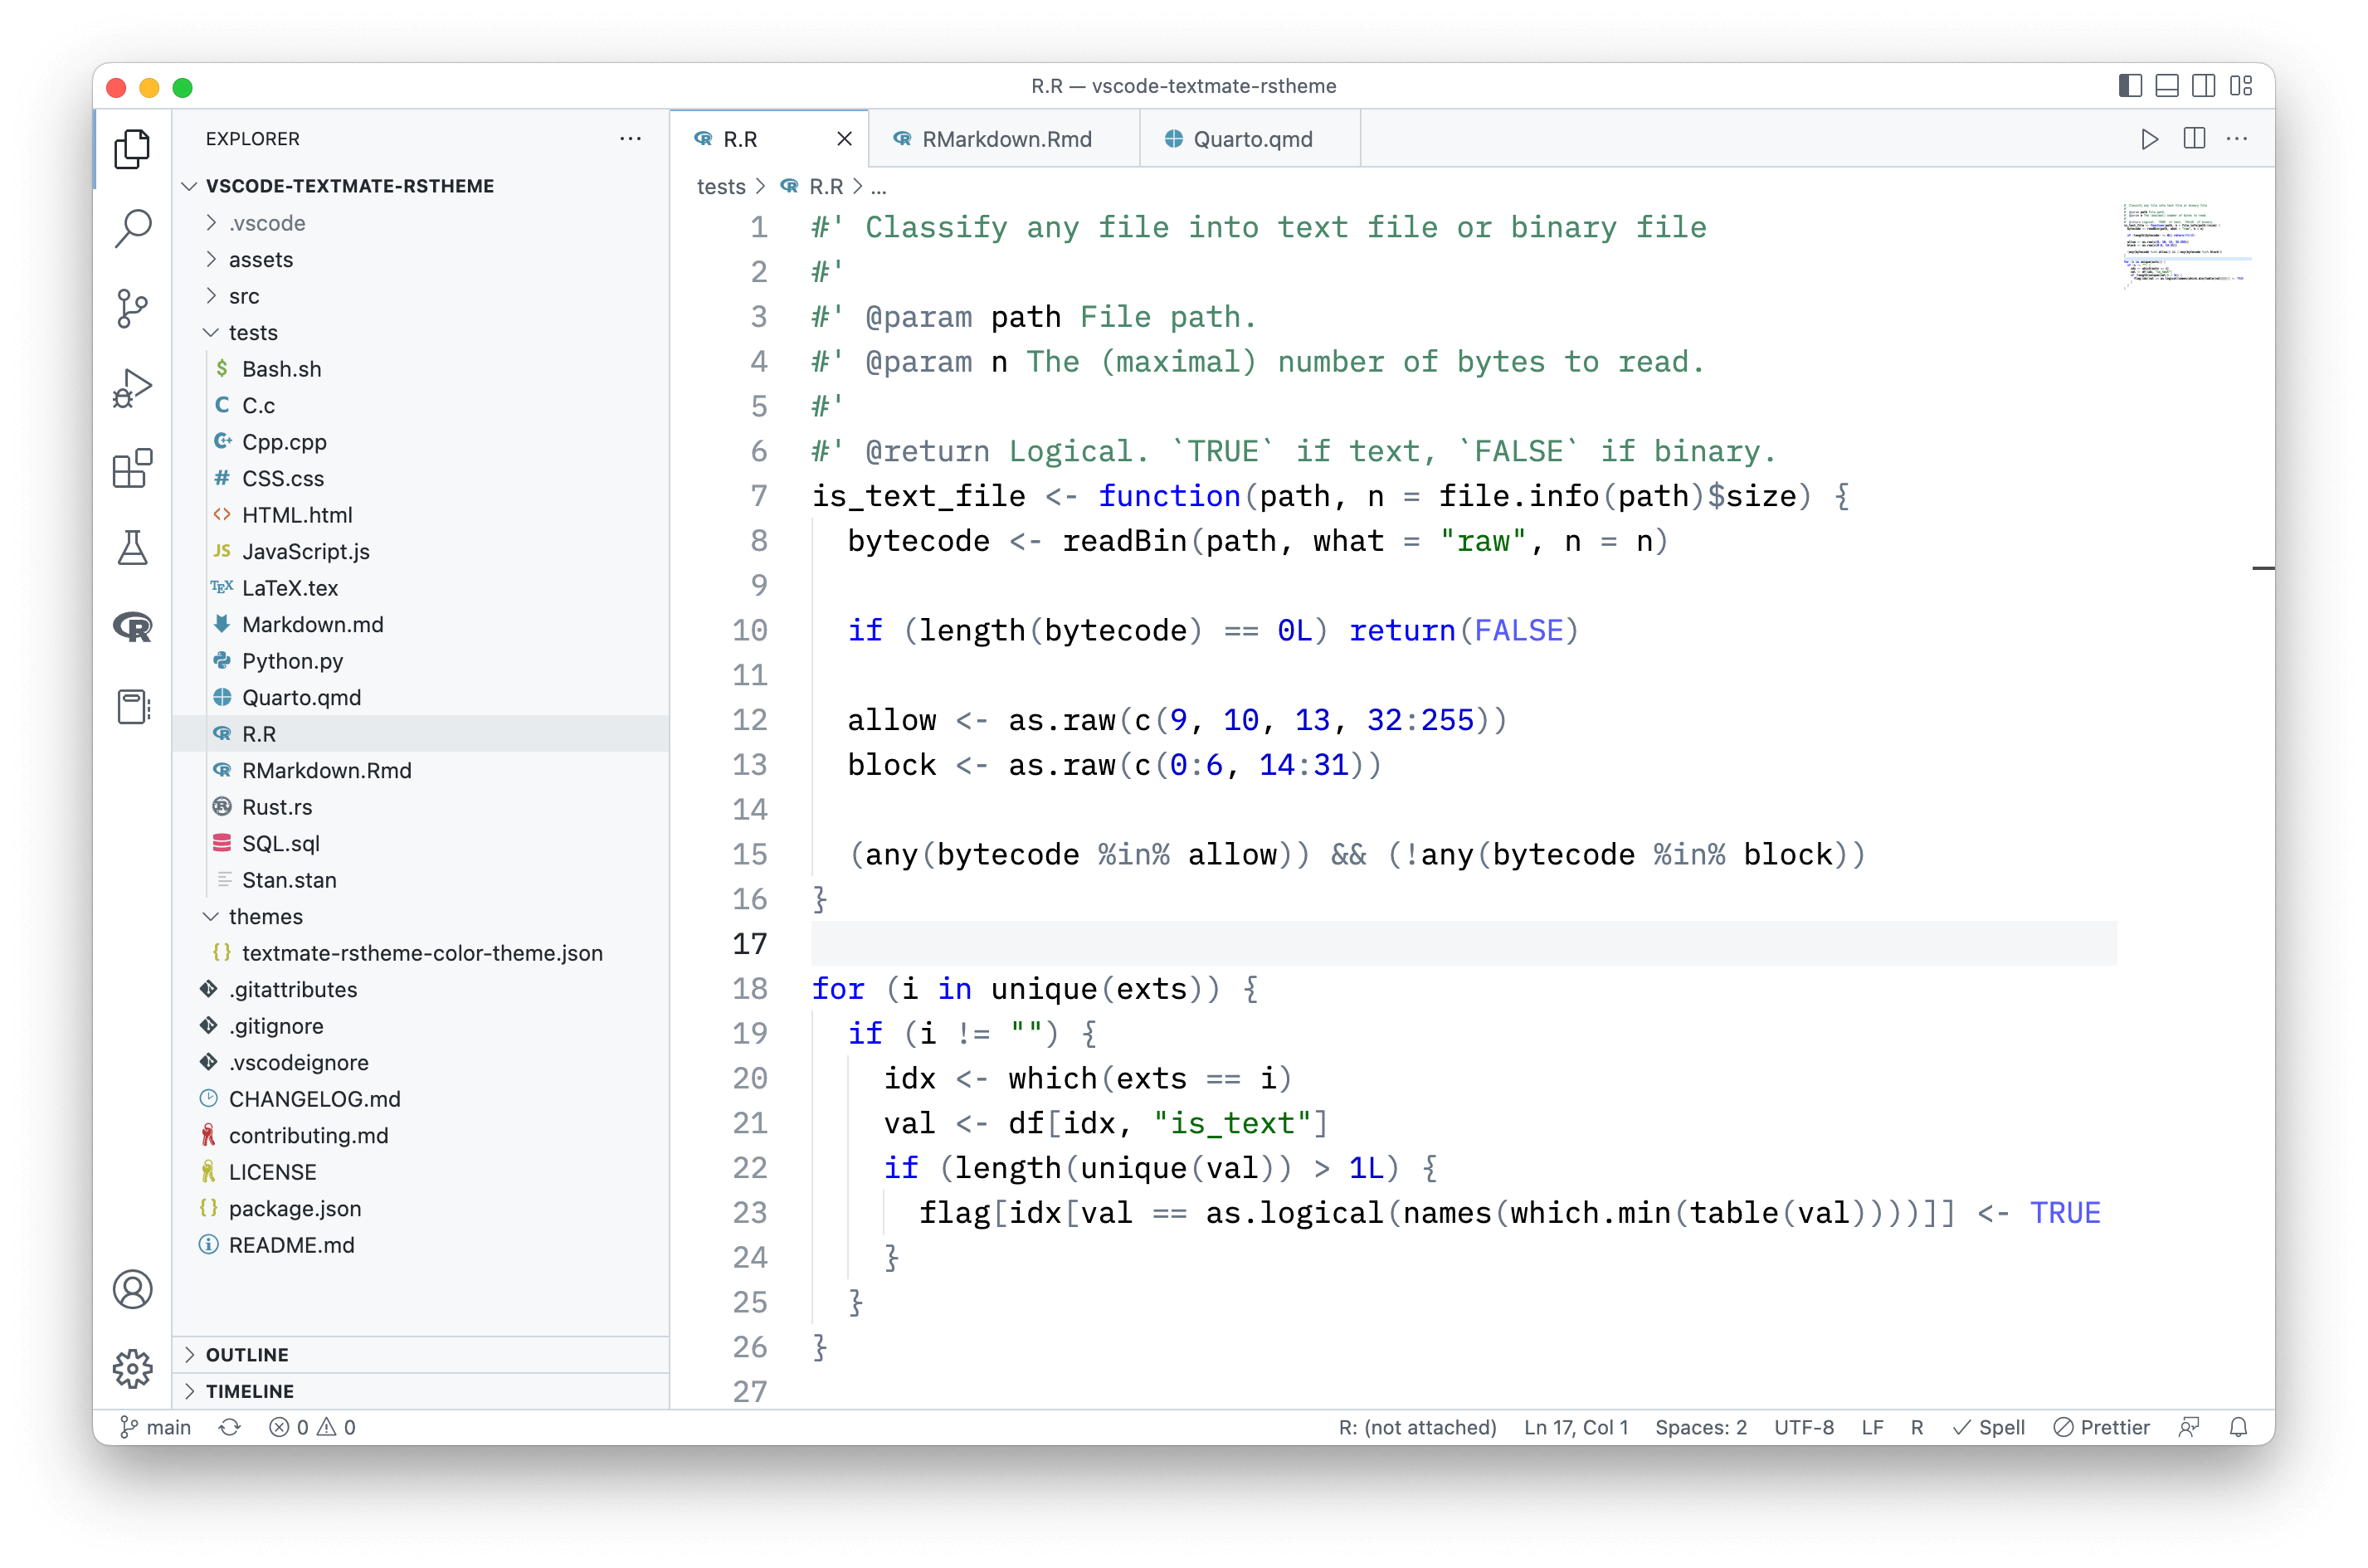 R.R — vscode-textmate-rstheme
EXPLORER
VSCODE-TEXTMATE-RSTHEME
.vscode
assets
src
tests
$ Bash.sh
C C.c
C+ Cpp.cpp
# CSS.css
<> HTML.html
JS JavaScript.js
TEX LaTeX.tex
Markdown.md
Python.py
Quarto.qmd
R R.R
R RMarkdown.Rmd
R Rust.rs
SQL.sql
Stan.stan
themes
{} textmate-rstheme-color-theme.json
.gitattributes
.gitignore
.vscodeignore
CHANGELOG.md
contributing.md
LICENSE
{} package.json
README.md
OUTLINE
TIMELINE
R R.R
R RMarkdown.Rmd
Quarto.qmd
tests > R R.R > ...
1 #' Classify any file into text file or binary file
2 #'
3 #' @param path File path.
4 #' @param n The (maximal) number of bytes to read.
5 #'
6 #' @return Logical. `TRUE` if text, `FALSE` if binary.
7 is_text_file <- function(path, n = file.info(path)$size) {
8   bytecode <- readBin(path, what = "raw", n = n)
9
10   if (length(bytecode) == 0L) return(FALSE)
11
12   allow <- as.raw(c(9, 10, 13, 32:255))
13   block <- as.raw(c(0:6, 14:31))
14
15   (any(bytecode %in% allow)) && (!any(bytecode %in% block))
16 }
17
18 for (i in unique(exts)) {
19   if (i != "") {
20     idx <- which(exts == i)
21     val <- df[idx, "is_text"]
22     if (length(unique(val)) > 1L) {
23       flag[idx[val == as.logical(names(which.min(table(val))))]] <- TRUE
24     }
25   }
26 }
27
main
0 0
R: (not attached)
Ln 17, Col 1
Spaces: 2
UTF-8
LF
R
Spell
Prettier